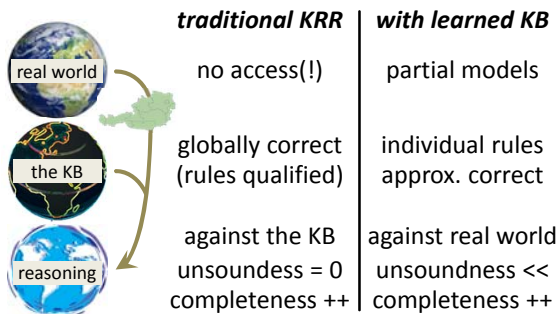 traditional KRR
with learned KB
real world
no access(!)
partial models
the KB
globally correct
(rules qualified)
individual rules
approx. correct
reasoning
against the KB
unsoundess = 0
completeness ++
against real world
unsoundness <<
completeness ++